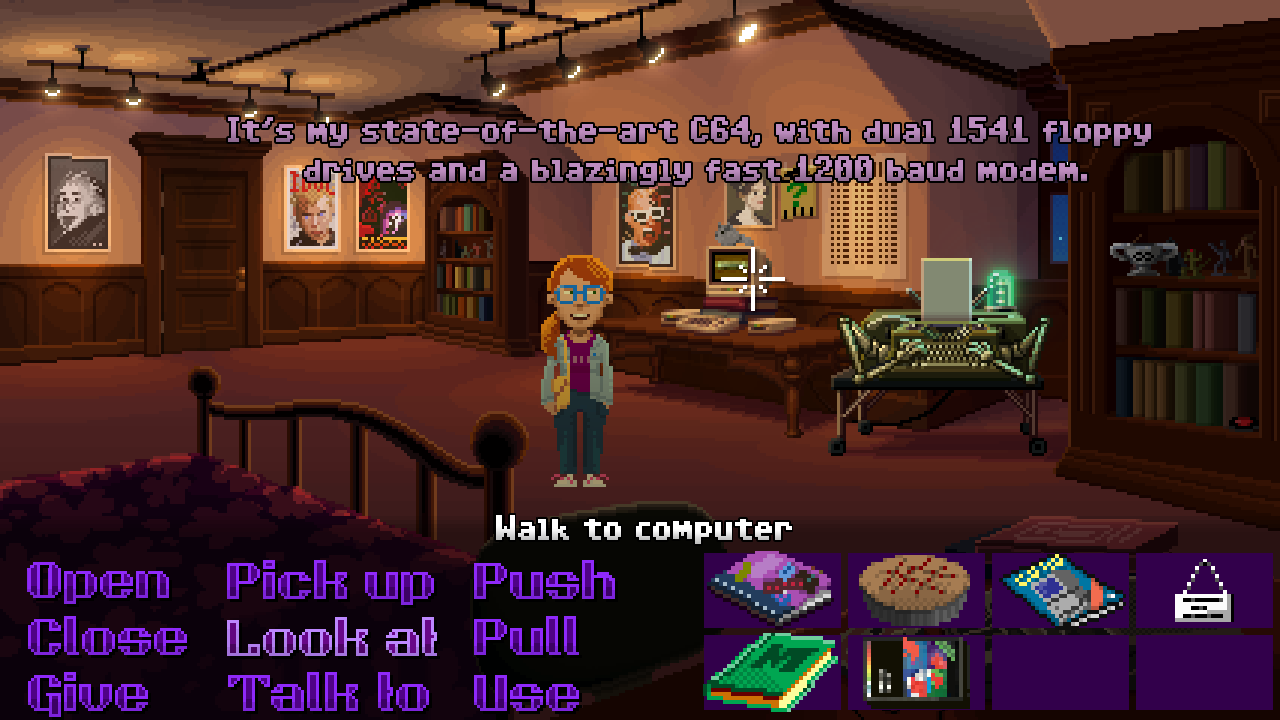 It's my state-of-the-art C64, with dual 1541 floppy
drives and a blazingly fast 1200 baud modem.
?
Walk to computer
Open Pick up Push
Close Look at Pull
Give Talk to Use